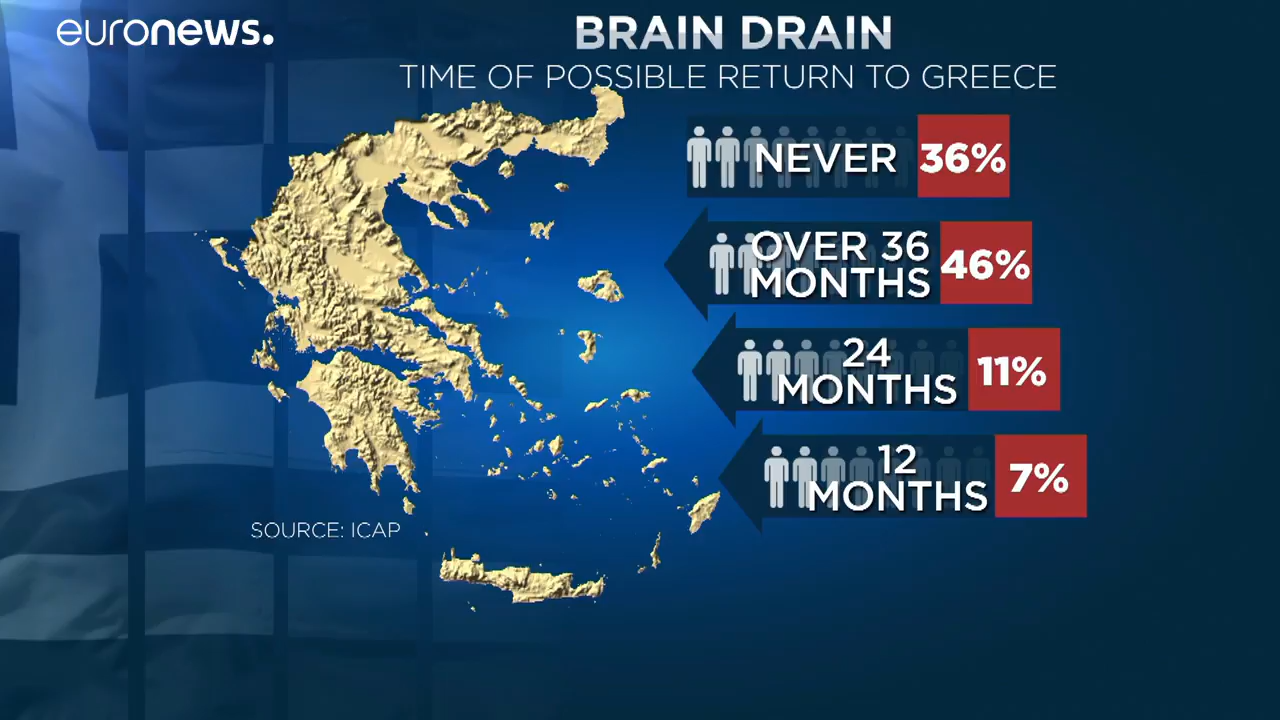 euronews.
BRAIN DRAIN
TIME OF POSSIBLE RETURN TO GREECE
NEVER 36%
OVER 36
MONTHS 46%
24
MONTHS 11%
12
MONTHS 7%
SOURCE: ICAP